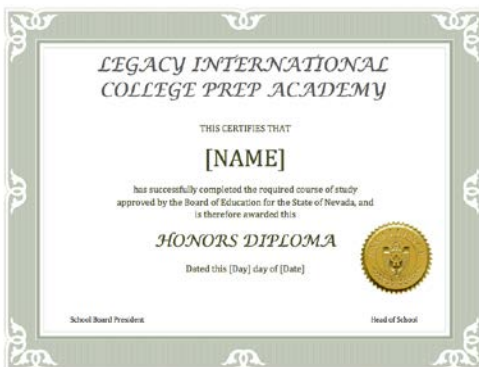 LEGACY INTERNATIONAL
COLLEGE PREP ACADEMY
THIS CERTIFIES THAT
[NAME]
has successfully completed the required course of study
approved by the Board of Education for the State of Nevada, and
is therefore awarded this
HONORS DIPLOMA
Dated this [Day] day of [Date]
School Board President
Head of School